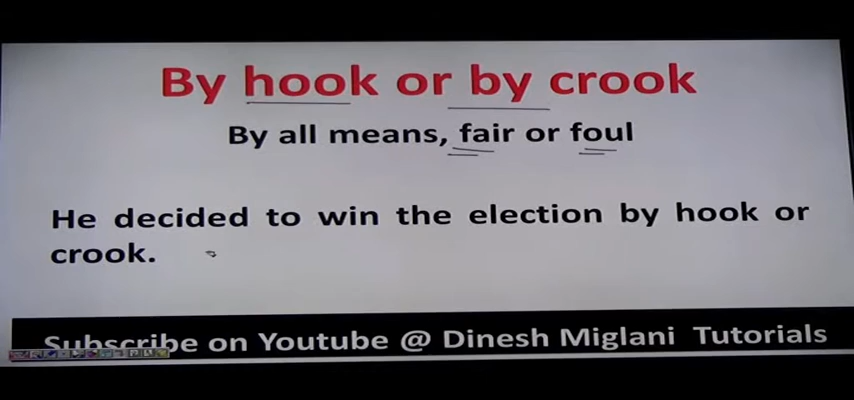 By hook or by crook
By all means, fair or foul
He decided to win the election by hook or
crook.
Subscribe on Youtube @ Dinesh Miglani Tutorials